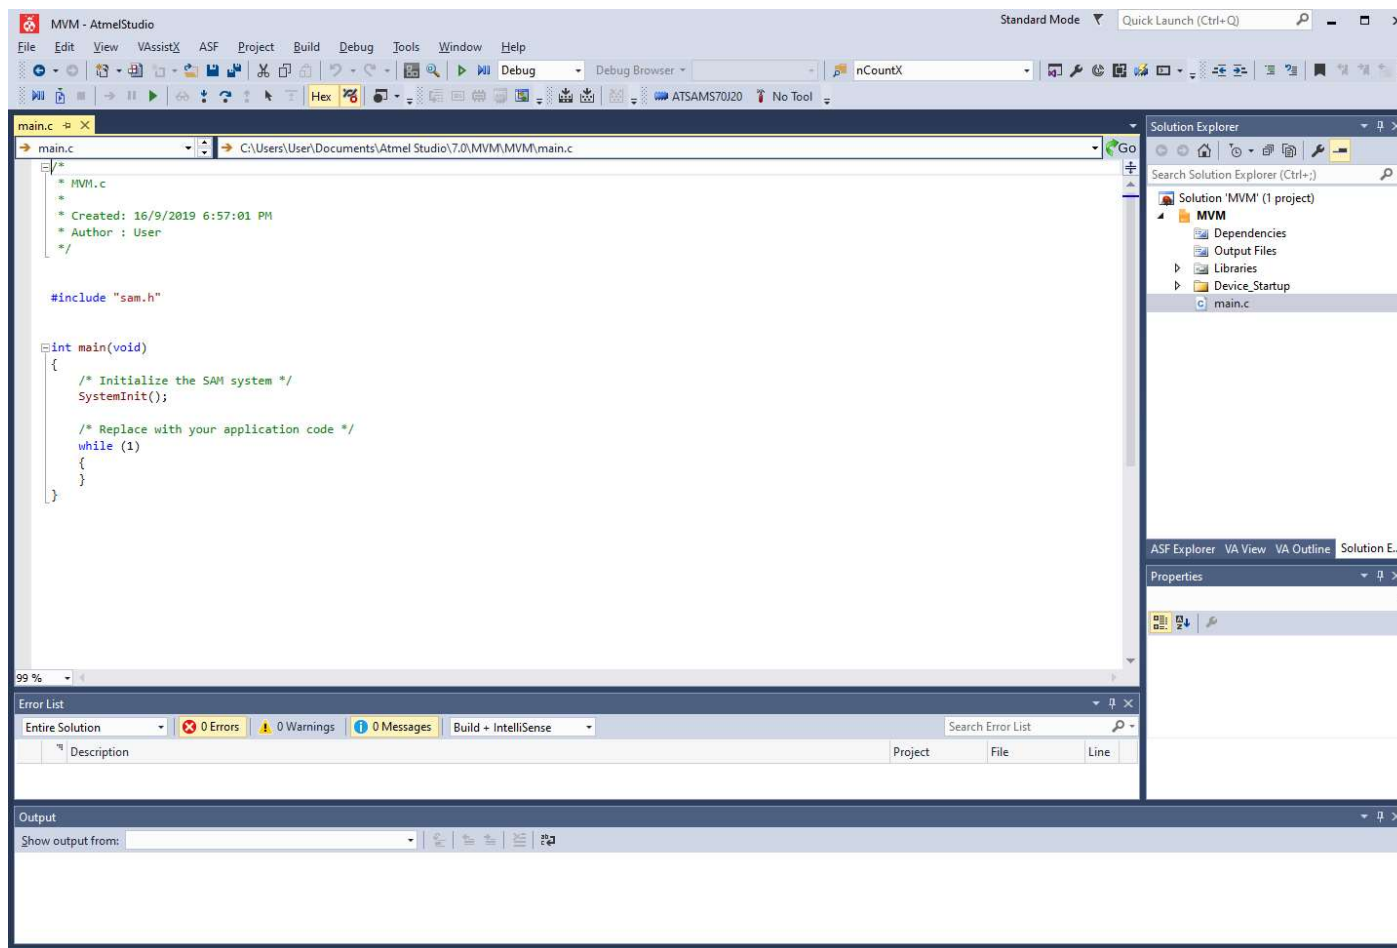 MVM - AtmelStudio
Standard Mode
Quick Launch (Ctrl+Q)
File Edit View VAssistX ASF Project Build Debug Tools Window Help
Debug Debug Browser nCountX
Hex ATSAMS70J20 No Tool
main.c
main.c C:\Users\User\Documents\Atmel Studio\7.0\MVM\MVM\main.c Go
/*
* MVM.c
*
* Created: 16/9/2019 6:57:01 PM
* Author : User
*/
#include "sam.h"
int main(void)
{
/* Initialize the SAM system */
SystemInit();
/* Replace with your application code */
while (1)
{
}
}
99 %
Solution Explorer
Search Solution Explorer (Ctrl+;)
Solution 'MVM' (1 project)
MVM
Dependencies
Output Files
Libraries
Device_Startup
main.c
ASF Explorer VA View VA Outline Solution E...
Properties
Error List
Entire Solution 0 Errors 0 Warnings 0 Messages Build + IntelliSense Search Error List
Description Project File Line
Output
Show output from: